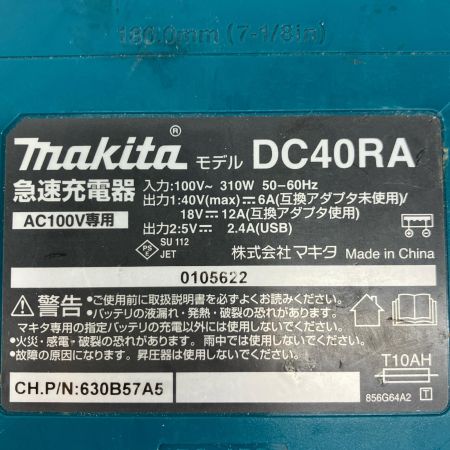 180.0mm (7-1/8in)
makita® モデル DC40RA
急速充電器
AC100V専用
入力:100V~ 310W 50-60Hz
出力1:40V(max)⎓6A(互換アダプタ未使用)/
18V⎓12A(互換アダプタ使用)
出力2:5V⎓ 2.4A(USB)
PSE SU 112
JET
株式会社マキタ Made in China
0105622
⚠警告 •ご使用前に取扱説明書を必ずよくお読みください。
•バッテリの液漏れ・発熱・破裂の恐れがあります。
マキタ専用の指定バッテリの充電以外には使用しないでください。
•火災・感電・破裂の恐れがあります。雨中では使用しないでください。
•故障の原因になります。昇圧器は使用しないでください。
T10AH
CH.P/N:630B57A5
856G64A2 T